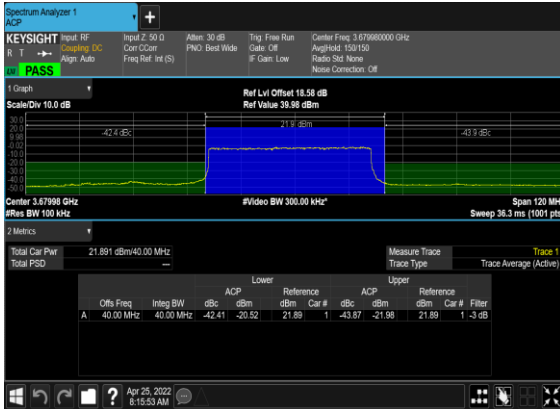 Spectrum Analyzer 1
ACP
+
KEYSIGHT Input: RF Input Z: 50 Ω Atten: 30 dB Trig: Free Run Center Freq: 3.679980000 GHz
R T Coupling: DC Corr CCorr PNO: Best Wide Gate: Off Avg|Hold: 150/150
Align: Auto Freq Ref: Int (S) IF Gain: Low Radio Std: None
LXI PASS Noise Correction: Off
1 Graph
Scale/Div 10.0 dB
Ref Lvl Offset 18.58 dB
Ref Value 39.98 dBm
30.0
20.0
9.98
-0.02
-10.0
-20.0
-30.0
-40.0
-50.0
-42.4 dBc
21.9 dBm
-43.9 dBc
Center 3.67998 GHz #Video BW 300.00 kHz* Span 120 MH
#Res BW 100 kHz Sweep 36.3 ms (1001 pts
2 Metrics
Total Car Pwr 21.891 dBm/40.00 MHz Measure Trace Trace 1
Total PSD --- Trace Type Trace Average (Active)
Lower Upper
ACP Reference ACP Reference
Offs Freq Integ BW dBc dBm dBm Car # dBc dBm dBm Car # Filter
A 40.00 MHz 40.00 MHz -42.41 -20.52 21.89 1 -43.87 -21.98 21.89 1 -3 dB
? Apr 25, 2022
8:15:53 AM